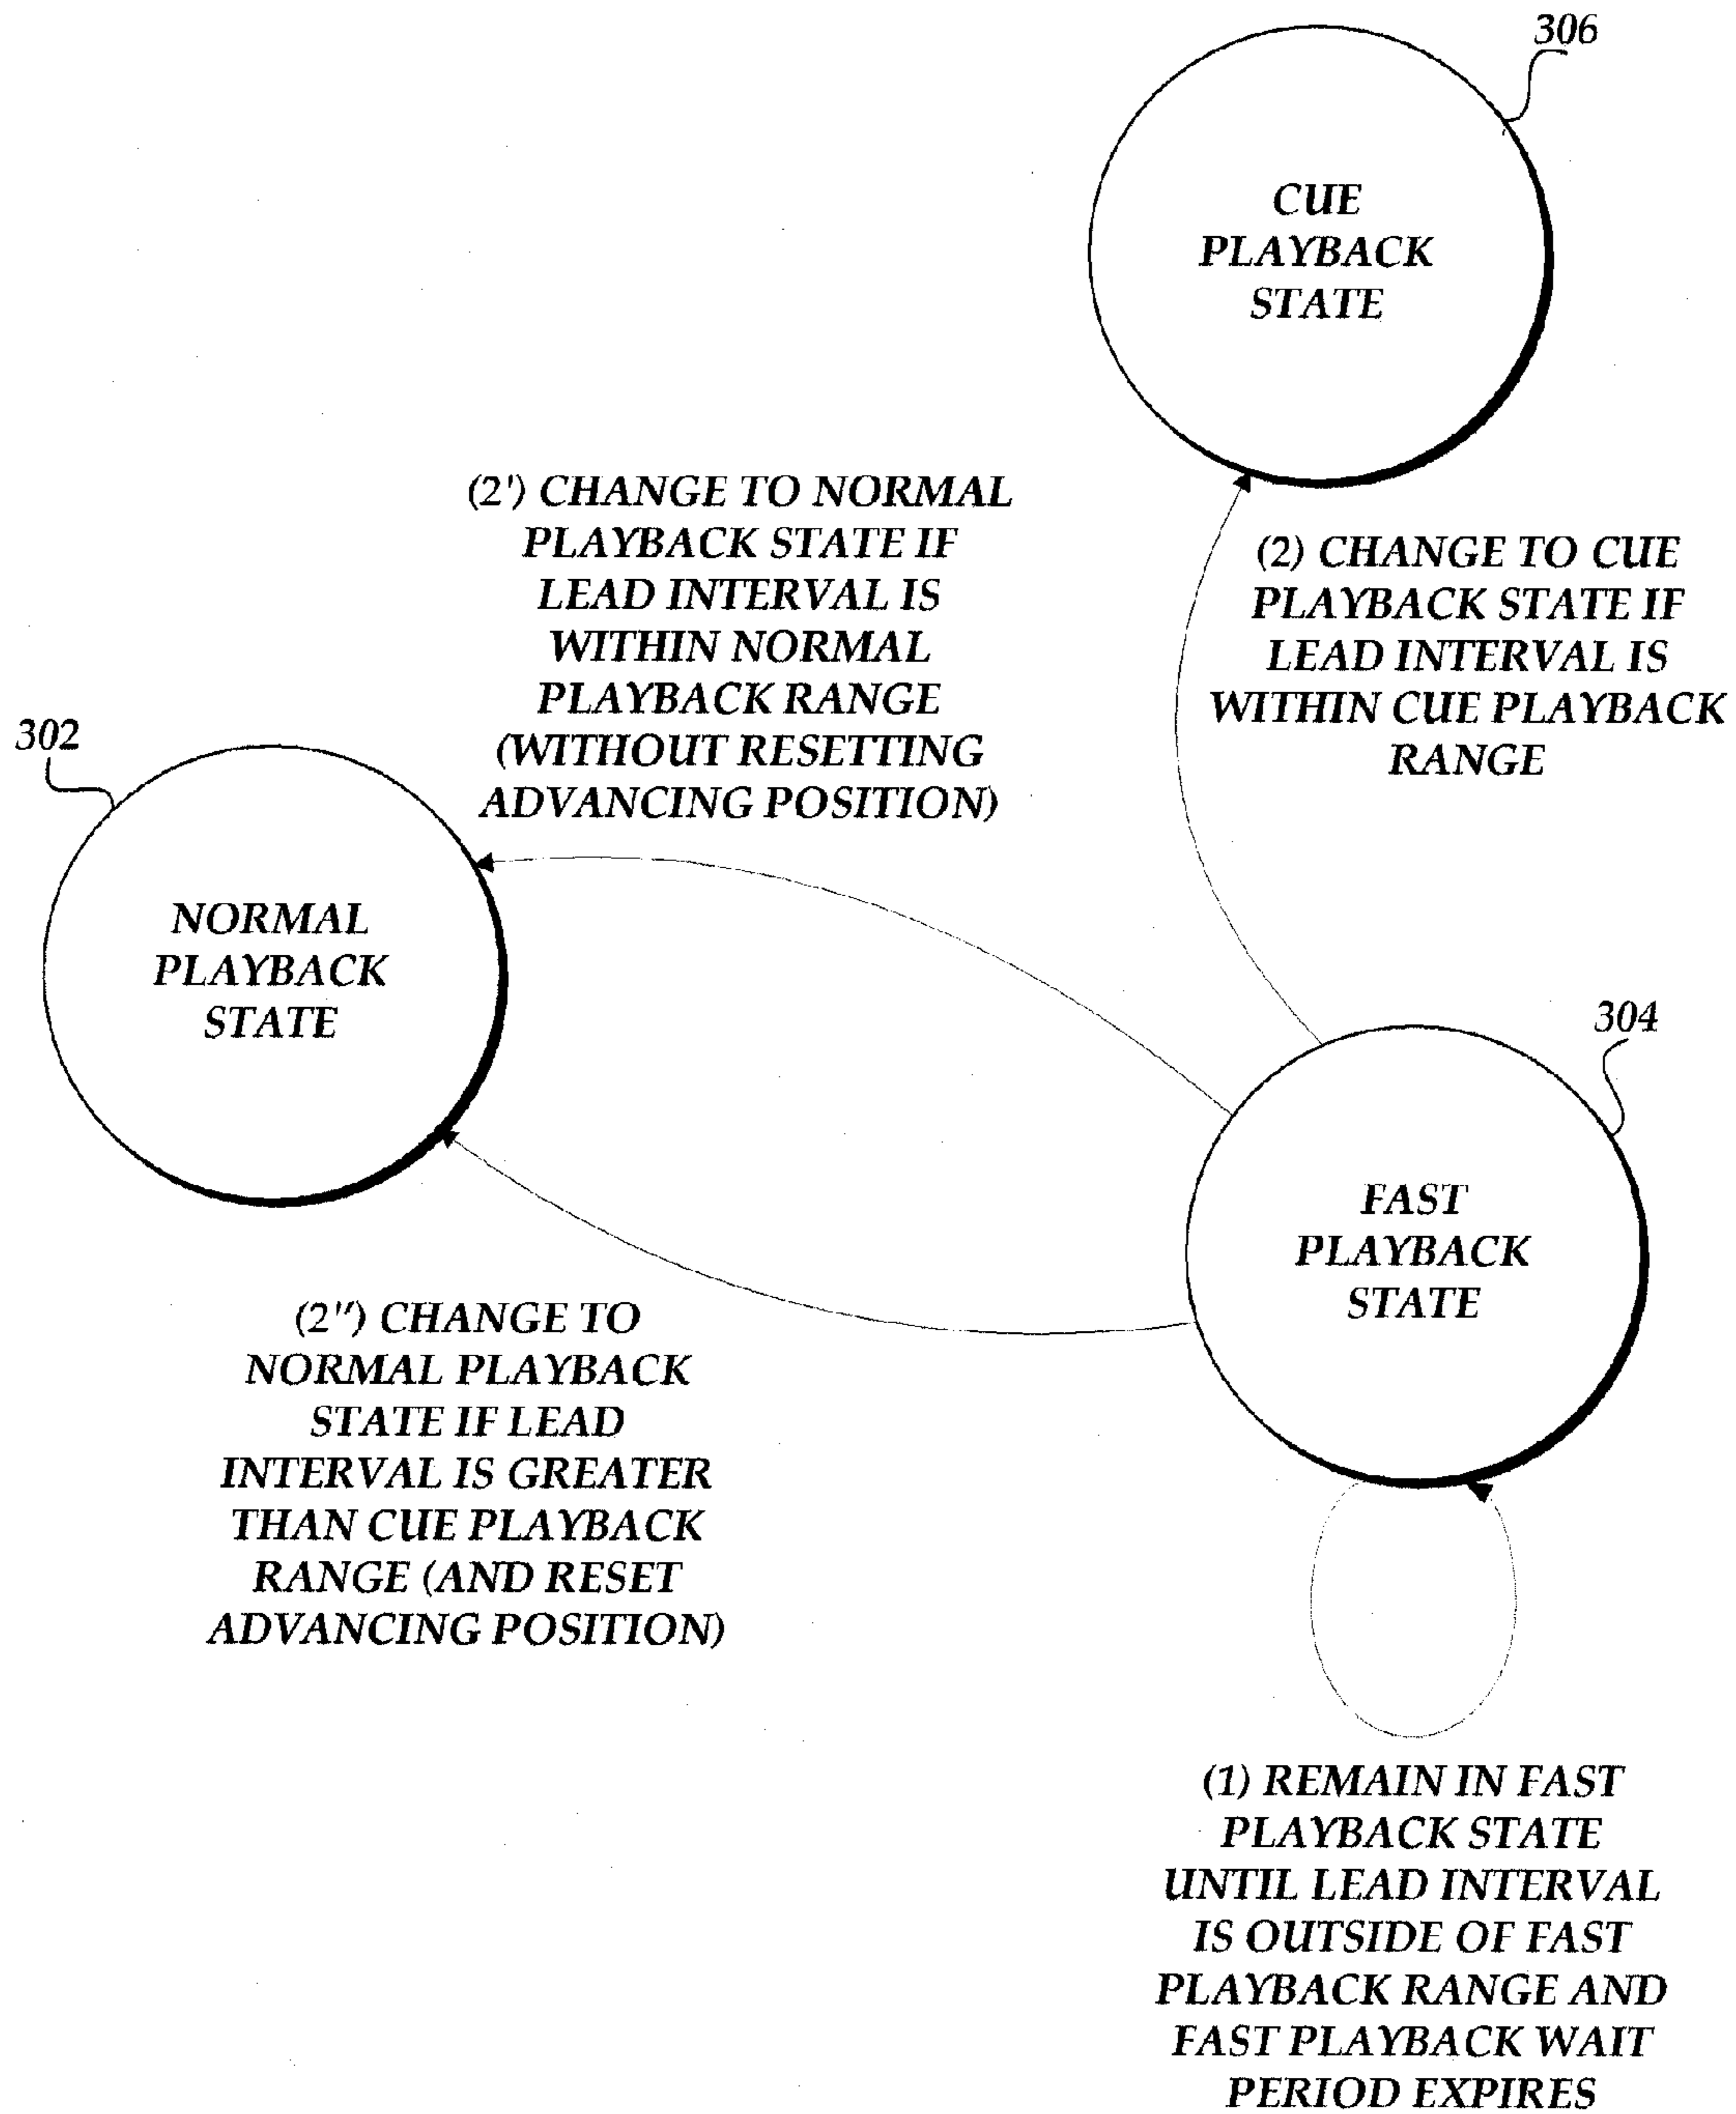 306
CUE
PLAYBACK
STATE
(2') CHANGE TO NORMAL
PLAYBACK STATE IF
LEAD INTERVAL IS
WITHIN NORMAL
PLAYBACK RANGE
(WITHOUT RESETTING
ADVANCING POSITION)
(2) CHANGE TO CUE
PLAYBACK STATE IF
LEAD INTERVAL IS
WITHIN CUE PLAYBACK
RANGE
302
NORMAL
PLAYBACK
STATE
304
FAST
PLAYBACK
STATE
(2") CHANGE TO
NORMAL PLAYBACK
STATE IF LEAD
INTERVAL IS GREATER
THAN CUE PLAYBACK
RANGE (AND RESET
ADVANCING POSITION)
(1) REMAIN IN FAST
PLAYBACK STATE
UNTIL LEAD INTERVAL
IS OUTSIDE OF FAST
PLAYBACK RANGE AND
FAST PLAYBACK WAIT
PERIOD EXPIRES